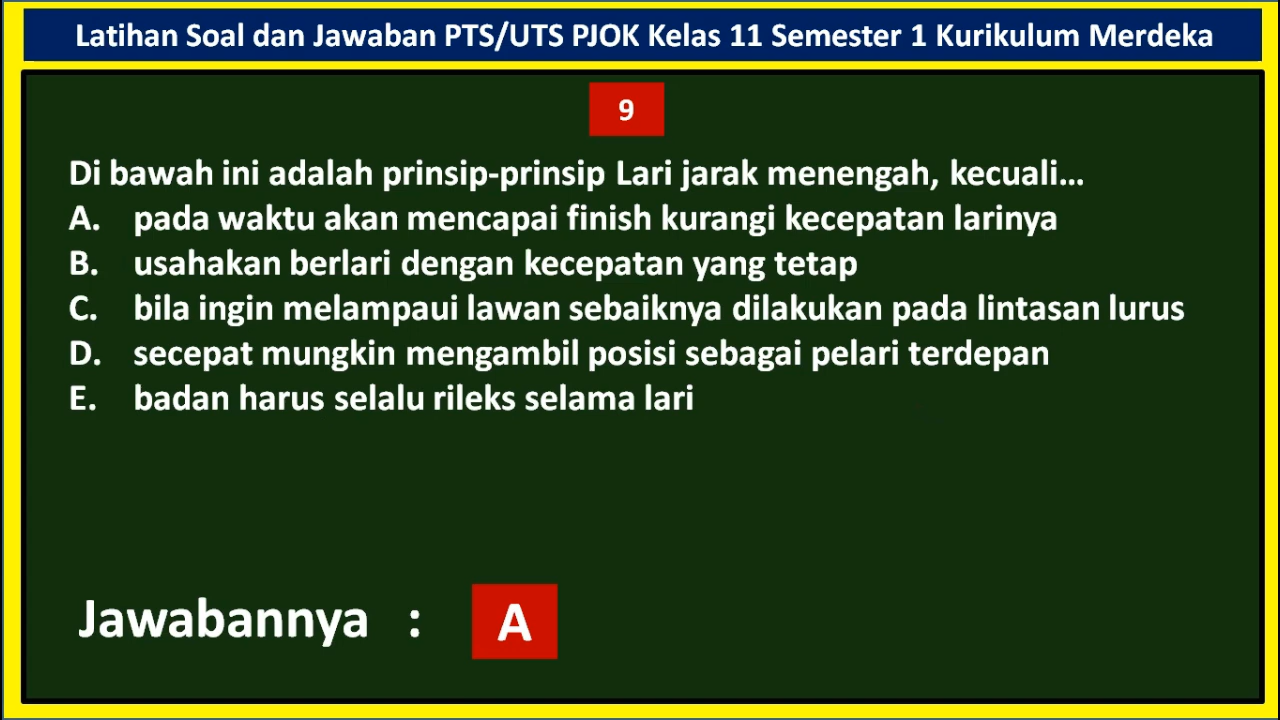 Latihan Soal dan Jawaban PTS/UTS PJOK Kelas 11 Semester 1 Kurikulum Merdeka
9
Di bawah ini adalah prinsip-prinsip Lari jarak menengah, kecuali...
A. pada waktu akan mencapai finish kurangi kecepatan larinya
B. usahakan berlari dengan kecepatan yang tetap
C. bila ingin melampaui lawan sebaiknya dilakukan pada lintasan lurus
D. secepat mungkin mengambil posisi sebagai pelari terdepan
E. badan harus selalu rileks selama lari
Jawabannya : A